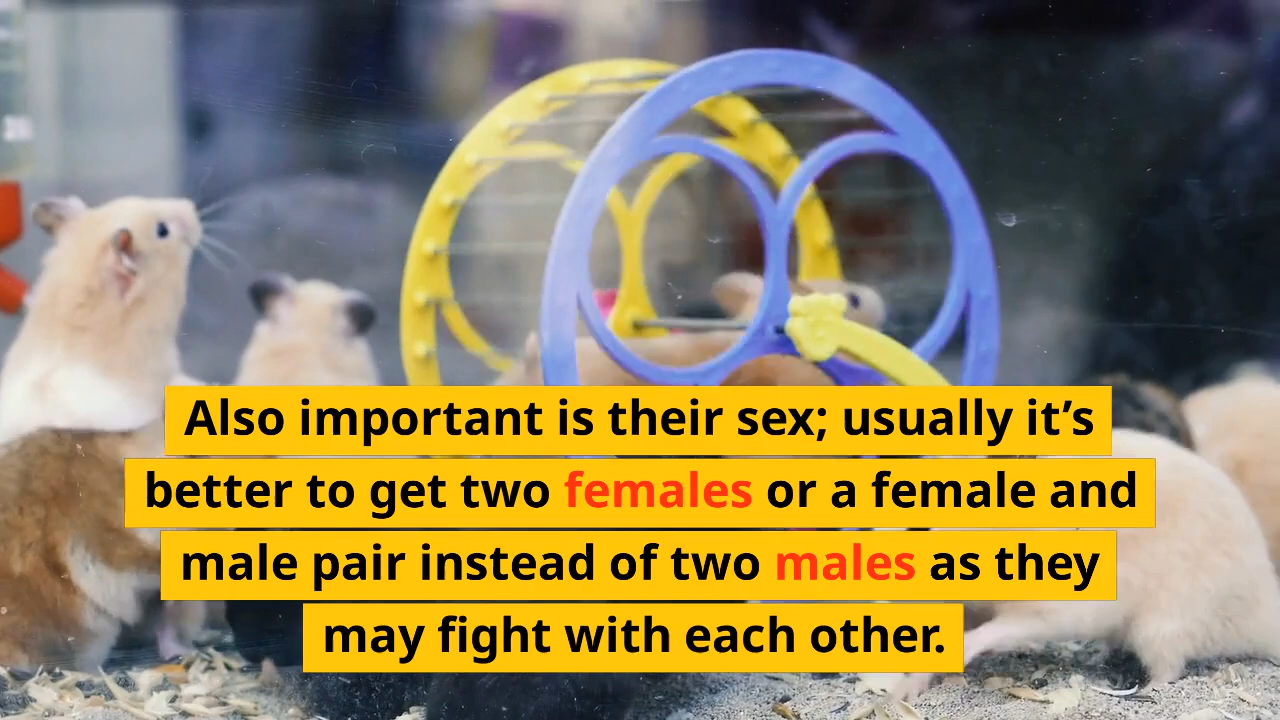 Also important is their sex; usually it’s
better to get two females or a female and
male pair instead of two males as they
may fight with each other.